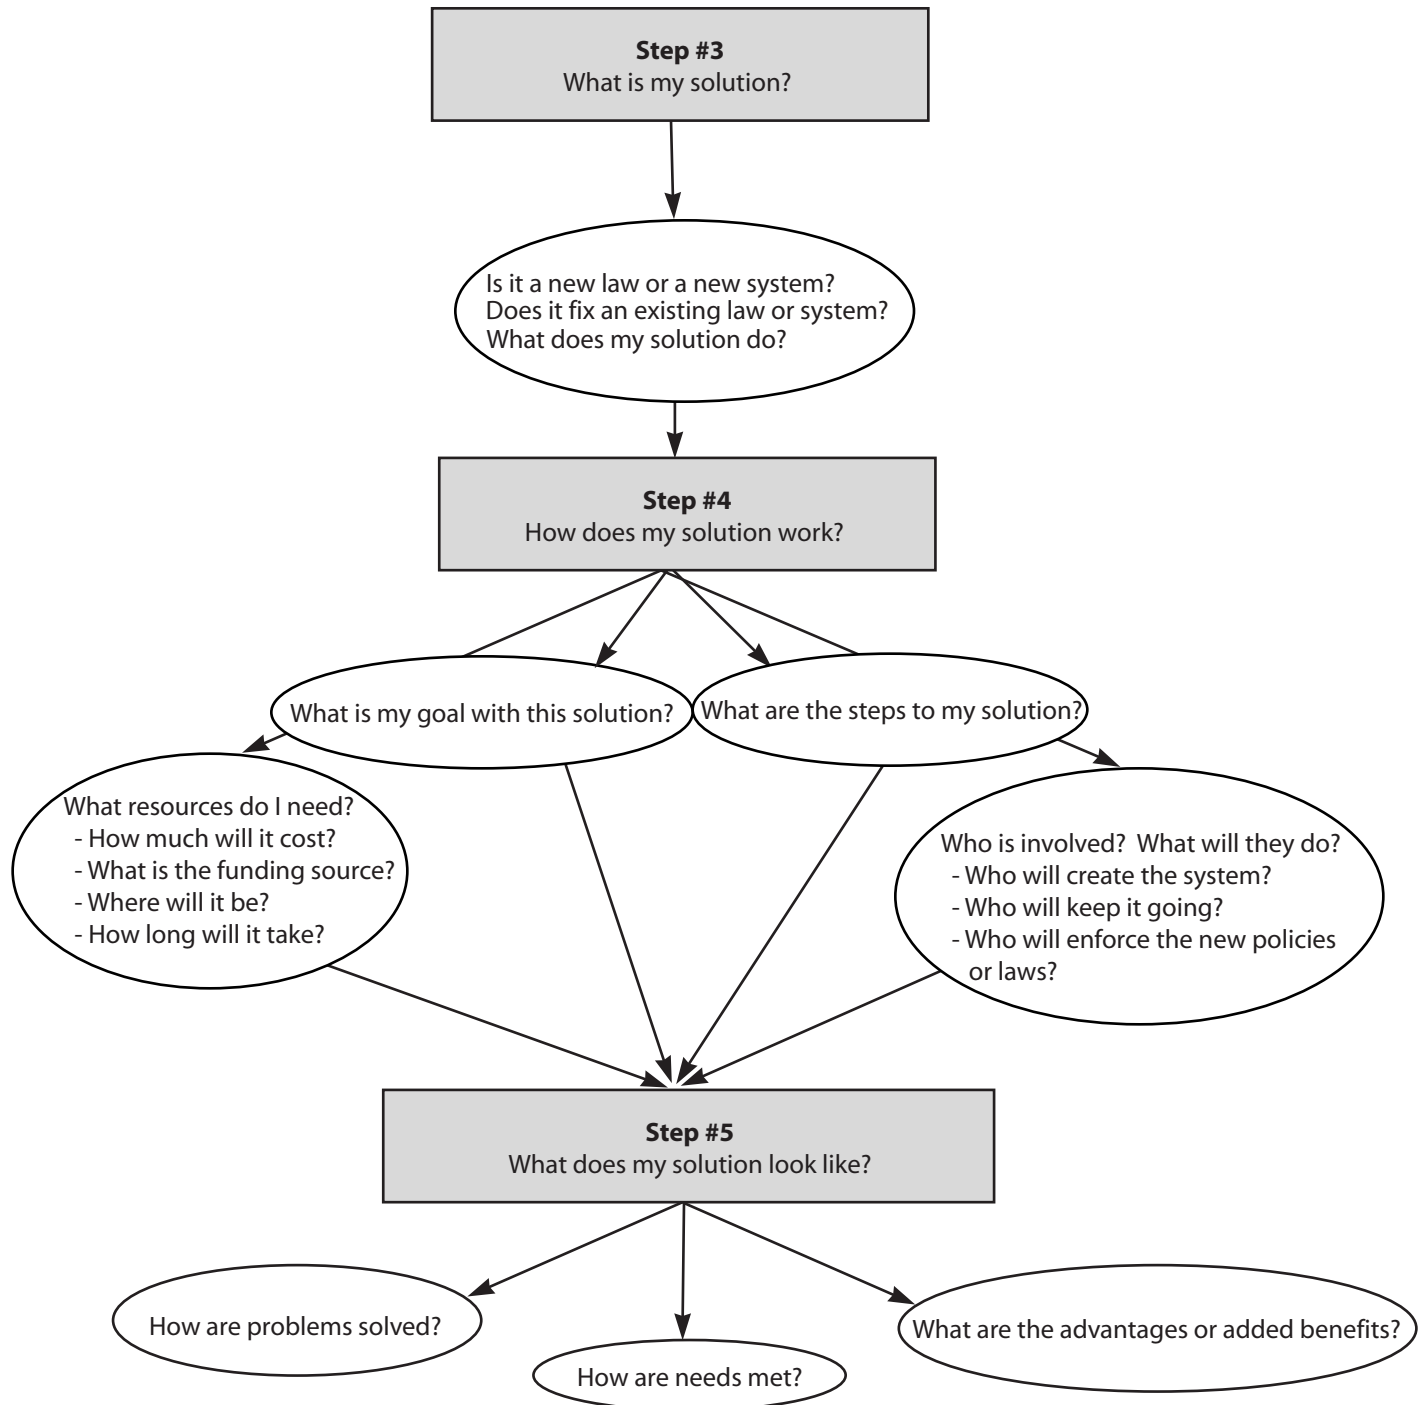 Step #3
What is my solution?
Is it a new law or a new system?
Does it fix an existing law or system?
What does my solution do?
Step #4
How does my solution work?
What is my goal with this solution?
What are the steps to my solution?
What resources do I need?
- How much will it cost?
- What is the funding source?
- Where will it be?
- How long will it take?
Who is involved?  What will they do?
- Who will create the system?
- Who will keep it going?
- Who will enforce the new policies
or laws?
Step #5
What does my solution look like?
How are problems solved?
How are needs met?
What are the advantages or added benefits?